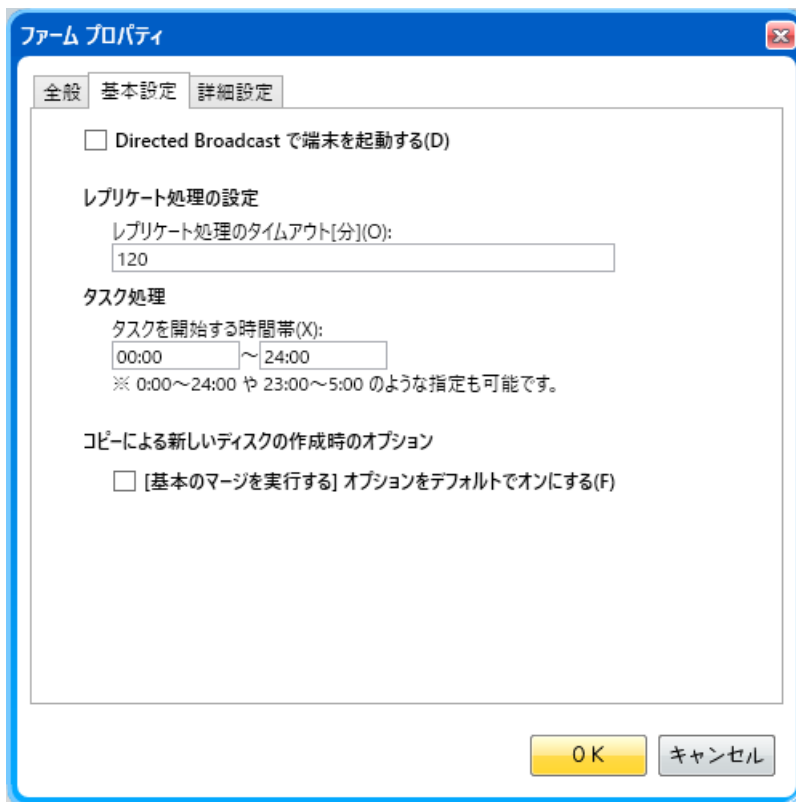 ファーム プロパティ
全般 基本設定 詳細設定
Directed Broadcast で端末を起動する(D)
レプリケート処理の設定
レプリケート処理のタイムアウト[分](O):
120
タスク処理
タスクを開始する時間帯(X):
00:00 ～ 24:00
※ 0:00～24:00 や 23:00～5:00 のような指定も可能です。
コピーによる新しいディスクの作成時のオプション
[基本のマージを実行する] オプションをデフォルトでオンにする(F)
OK キャンセル